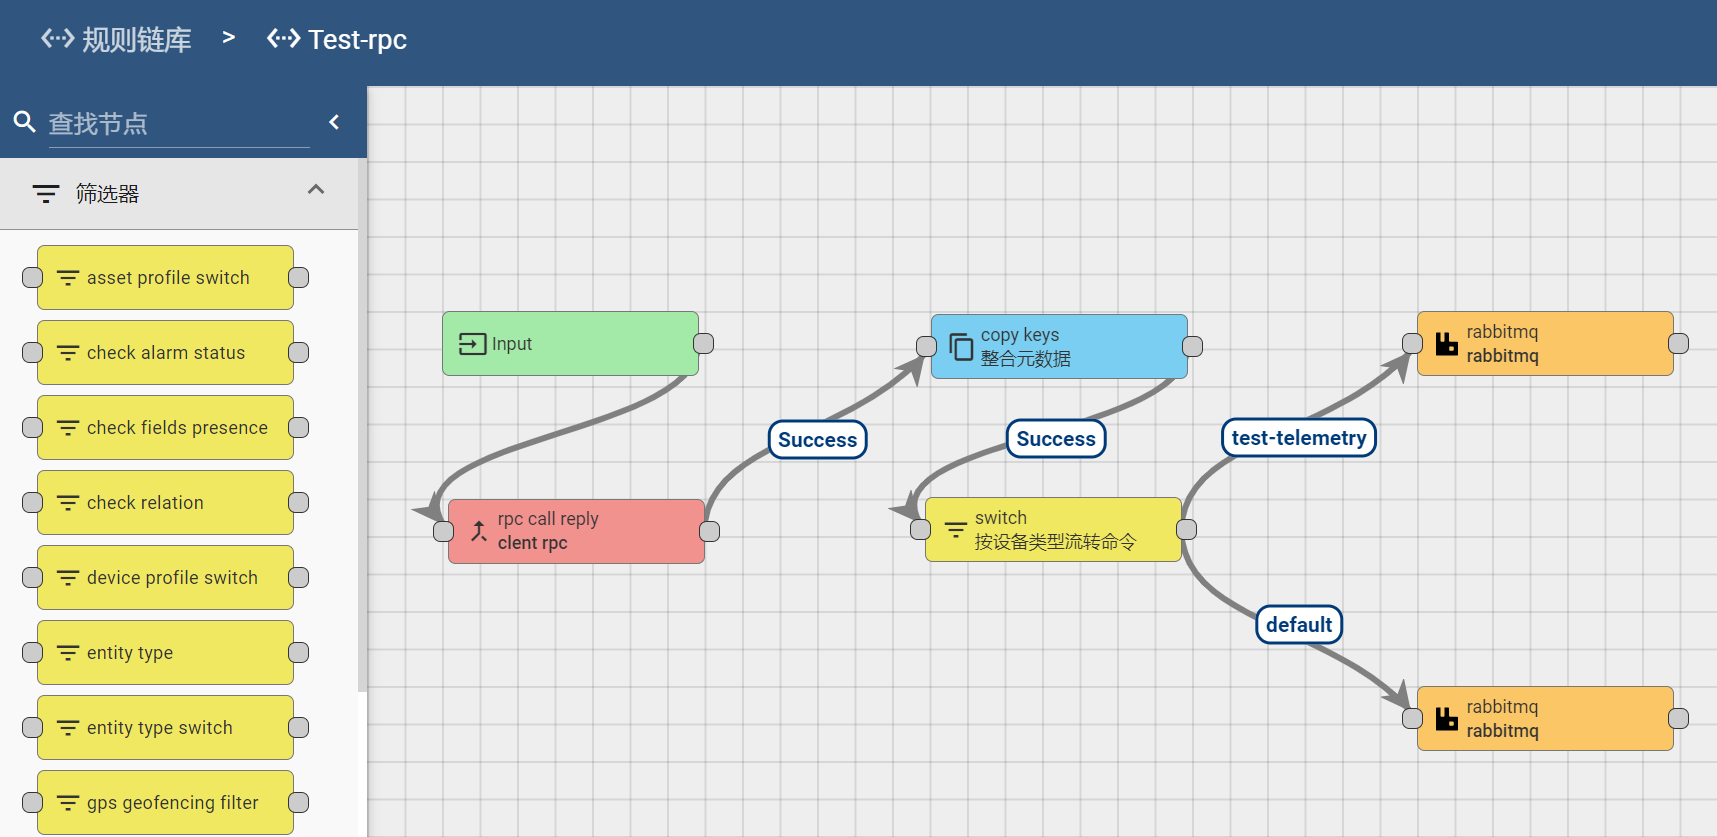 规则链库 > Test-rpc
查找节点
筛选器
asset profile switch
check alarm status
check fields presence
check relation
device profile switch
entity type
entity type switch
gps geofencing filter
Input
rpc call reply
clent rpc
Success
copy keys
整合元数据
Success
switch
按设备类型流转命令
test-telemetry
default
rabbitmq
rabbitmq
rabbitmq
rabbitmq